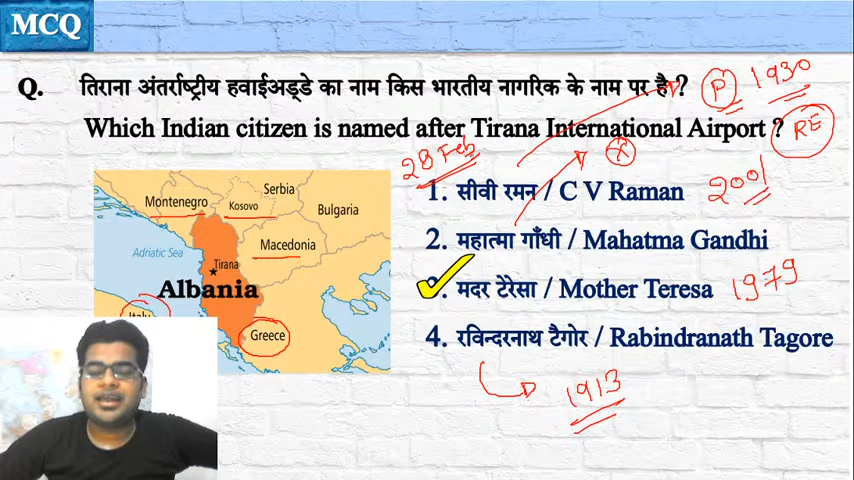 MCQ
Q. तिराना अंतर्राष्ट्रीय हवाईअड्डे का नाम किस भारतीय नागरिक के नाम पर है ?
P 1930
Which Indian citizen is named after Tirana International Airport ?
RE
28 Feb
1. सीवी रमन / C V Raman
2001
2. महात्मा गाँधी / Mahatma Gandhi
मदर टेरेसा / Mother Teresa
1979
4. रविन्दरनाथ टैगोर / Rabindranath Tagore
1913
Montenegro
Kosovo
Serbia
Bulgaria
Adriatic Sea
Macedonia
Tirana
Albania
Italy
Greece